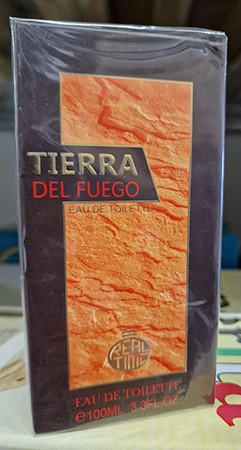 TIERRA
DEL FUEGO
EAU DE TOILETTE
REAL
TIME
EAU DE TOILETTE
℮100ML 3.3FL OZ